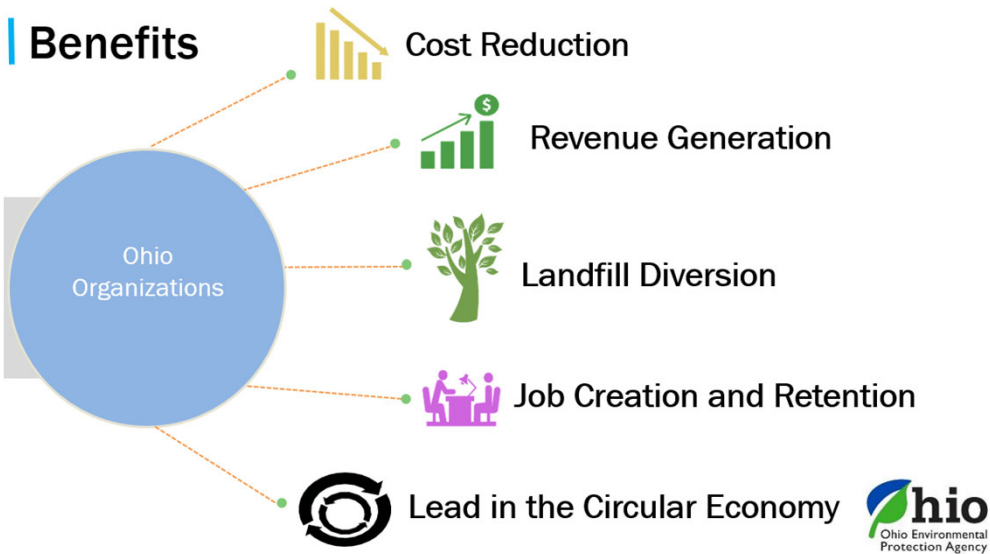 Benefits
Cost Reduction
$
Revenue Generation
Ohio
Organizations
Landfill Diversion
Job Creation and Retention
Lead in the Circular Economy
Ohio
Ohio Environmental
Protection Agency